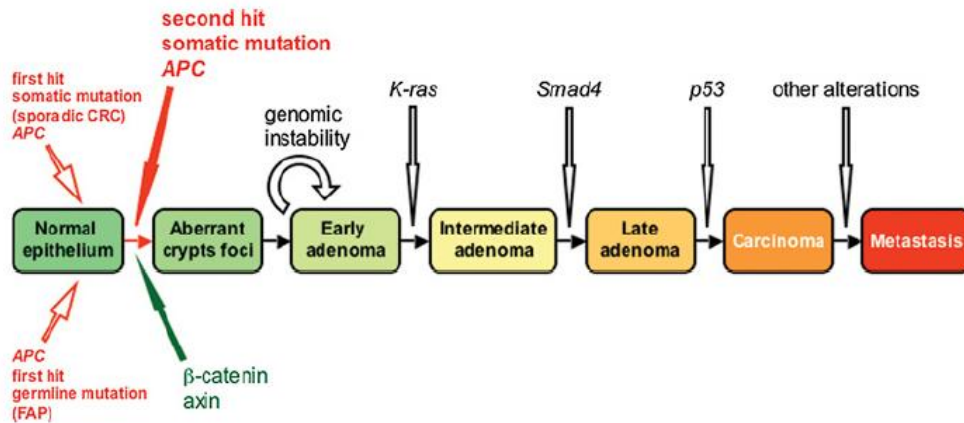 second hit
somatic mutation
APC
first hit
somatic mutation
(sporadic CRC)
APC
genomic
instability
K-ras
Smad4
p53
other alterations
Normal
epithelium
Aberrant
crypts foci
Early
adenoma
Intermediate
adenoma
Late
adenoma
Carcinoma
Metastasis
APC
first hit
germline mutation
(FAP)
β-catenin
axin